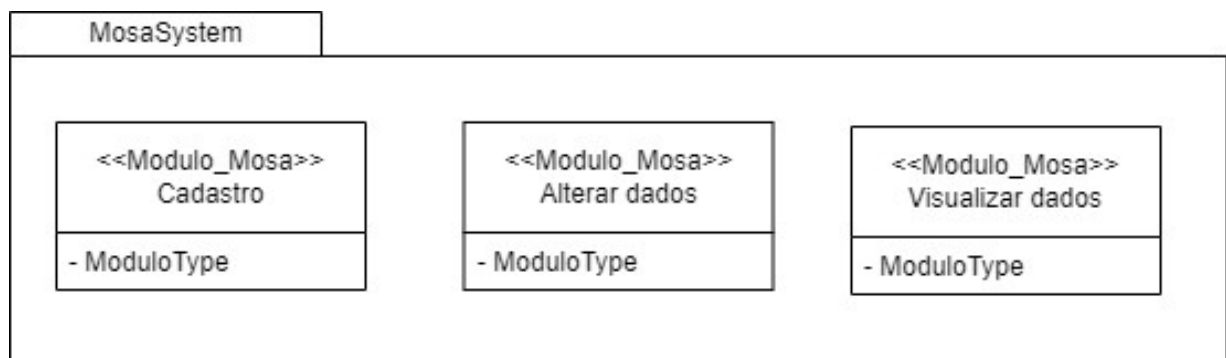 MosaSystem
<<Modulo_Mosa>>
Cadastro
- ModuloType
<<Modulo_Mosa>>
Alterar dados
- ModuloType
<<Modulo_Mosa>>
Visualizar dados
- ModuloType